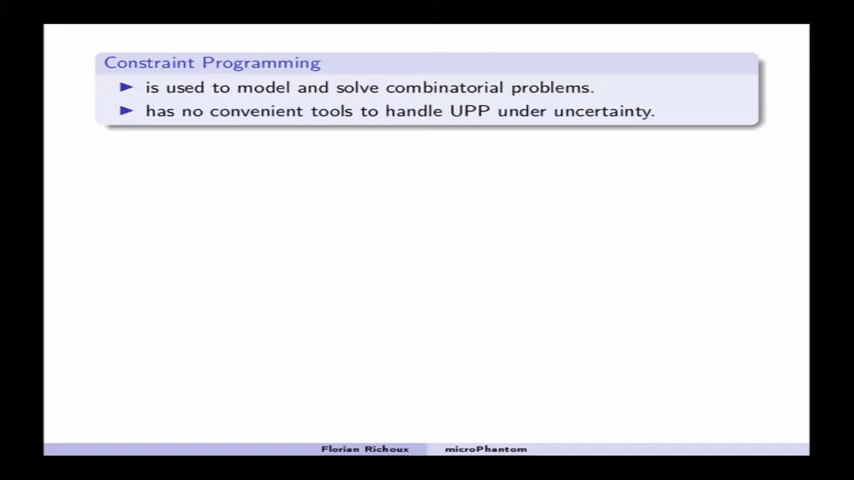 Constraint Programming
is used to model and solve combinatorial problems.
has no convenient tools to handle UPP under uncertainty.
Florian Richoux microPhantom